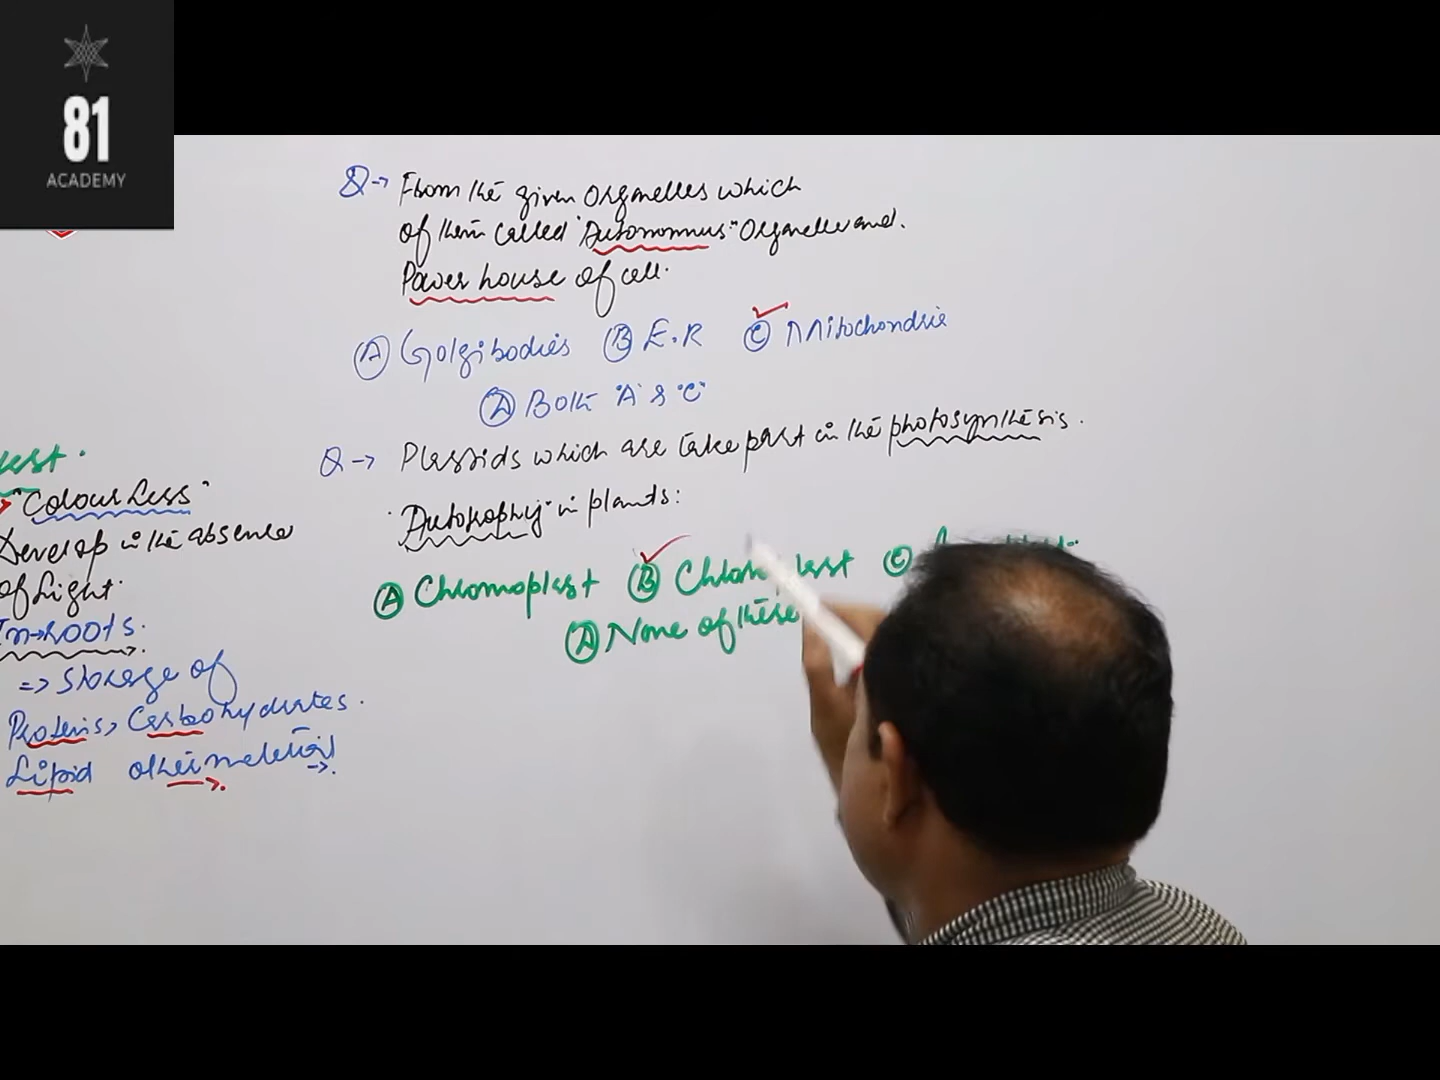 81
ACADEMY
Q→ From the given Organelles which
of them called "Autonomus" Organelle and.
Power house of cell.
(A) Golgibodies (B) E.R (C) Mitochondria
(D) Both "A" & "C"
Q→ Plastids which are take part in the photosynthesis.
"Autotrophy" in plants:
(A) Chromoplast (B) Chloroplast (C)
(D) None of these
"Colour Less"
Develop in the absence
of Light.
In→roots.
=> Storage of
Proteins, Carbohydrates.
Lipid other